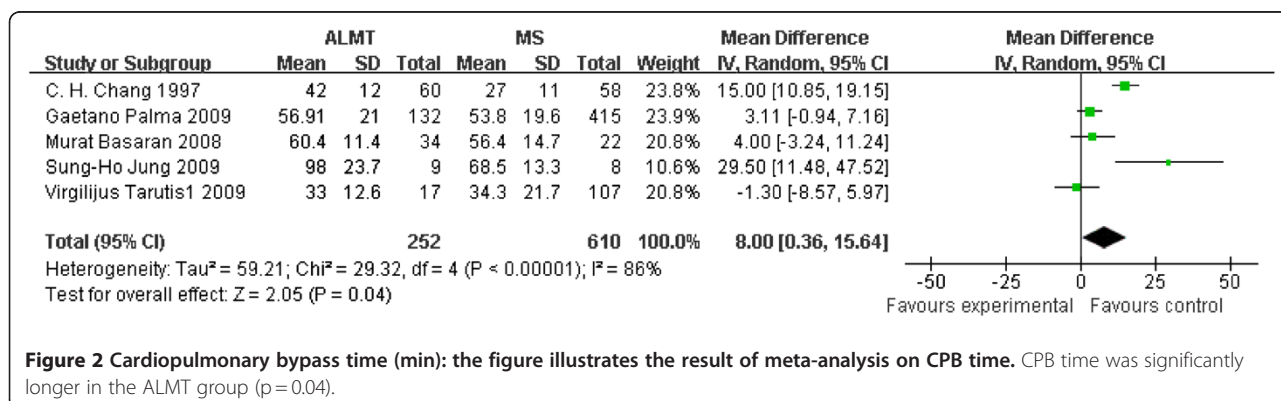 ALMT MS Mean Difference Mean Difference
Study or Subgroup Mean SD Total Mean SD Total Weight IV, Random, 95% CI IV, Random, 95% CI
C. H. Chang 1997 42 12 60 27 11 58 23.8% 15.00 [10.85, 19.15]
Gaetano Palma 2009 56.91 21 132 53.8 19.6 415 23.9% 3.11 [-0.94, 7.16]
Murat Basaran 2008 60.4 11.4 34 56.4 14.7 22 20.8% 4.00 [-3.24, 11.24]
Sung-Ho Jung 2009 98 23.7 9 68.5 13.3 8 10.6% 29.50 [11.48, 47.52]
Virgilijus Tarutis1 2009 33 12.6 17 34.3 21.7 107 20.8% -1.30 [-8.57, 5.97]
Total (95% CI) 252 610 100.0% 8.00 [0.36, 15.64]
Heterogeneity: Tau² = 59.21; Chi² = 29.32, df = 4 (P < 0.00001); I² = 86%
Test for overall effect: Z = 2.05 (P = 0.04)
-50 -25 0 25 50
Favours experimental Favours control
Figure 2 Cardiopulmonary bypass time (min): the figure illustrates the result of meta-analysis on CPB time. CPB time was significantly
longer in the ALMT group (p = 0.04).